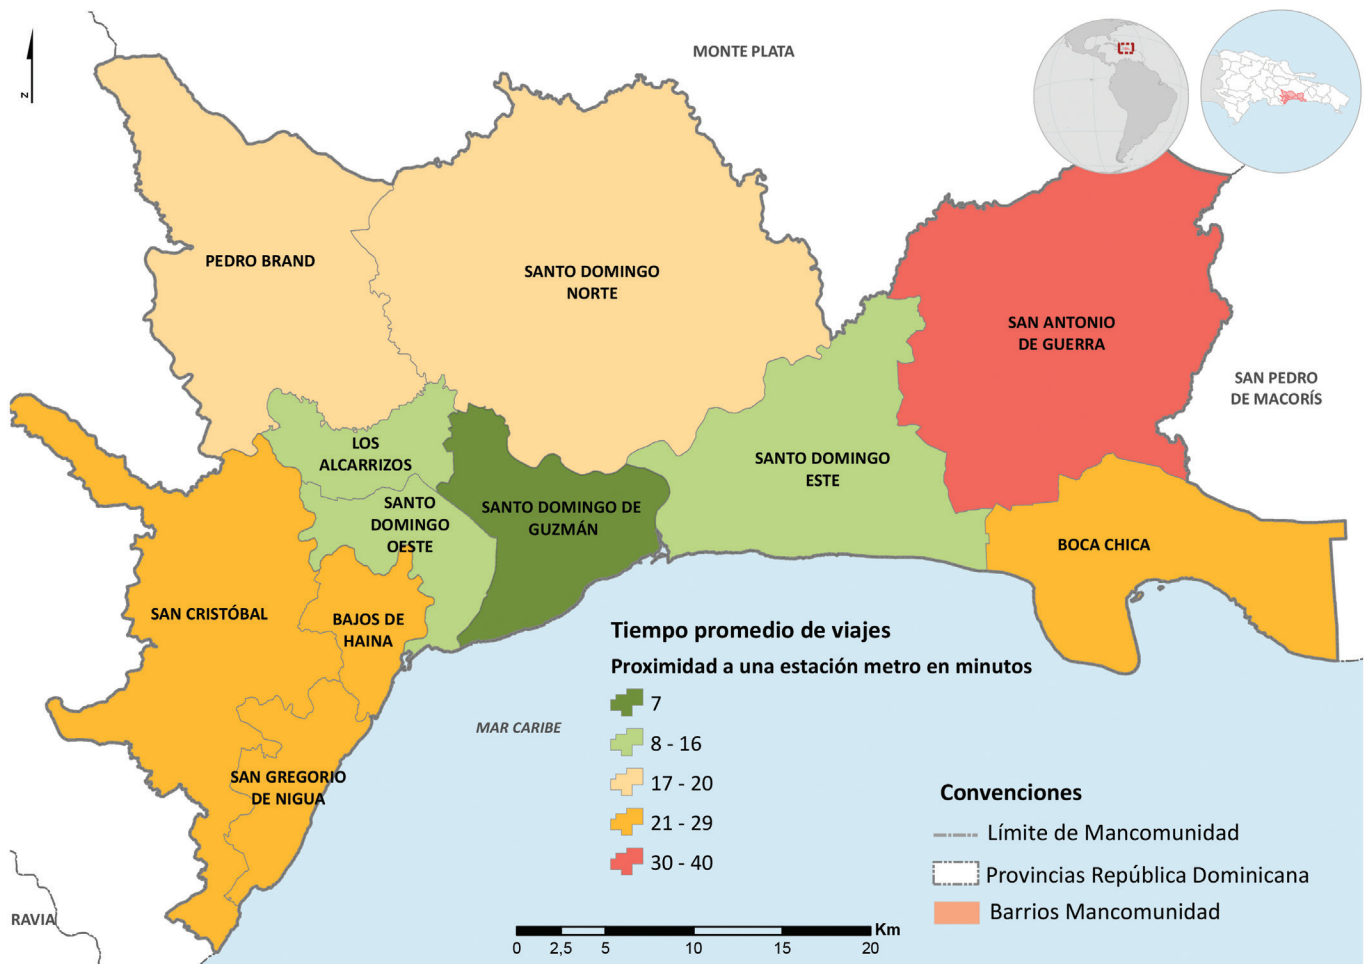 MONTE PLATA
z
PEDRO BRAND
SANTO DOMINGO
NORTE
SAN ANTONIO
DE GUERRA
SAN PEDRO
DE MACORÍS
LOS
ALCARRIZOS
SANTO DOMINGO
ESTE
SANTO
DOMINGO
OESTE
SANTO DOMINGO DE
GUZMÁN
BOCA CHICA
SAN CRISTÓBAL
BAJOS DE
HAINA
SAN GREGORIO
DE NIGUA
MAR CARIBE
RAVIA
Tiempo promedio de viajes
Proximidad a una estación metro en minutos
7
8 - 16
17 - 20
21 - 29
30 - 40
Convenciones
Límite de Mancomunidad
Provincias República Dominicana
Barrios Mancomunidad
Km
0 2,5 5 10 15 20